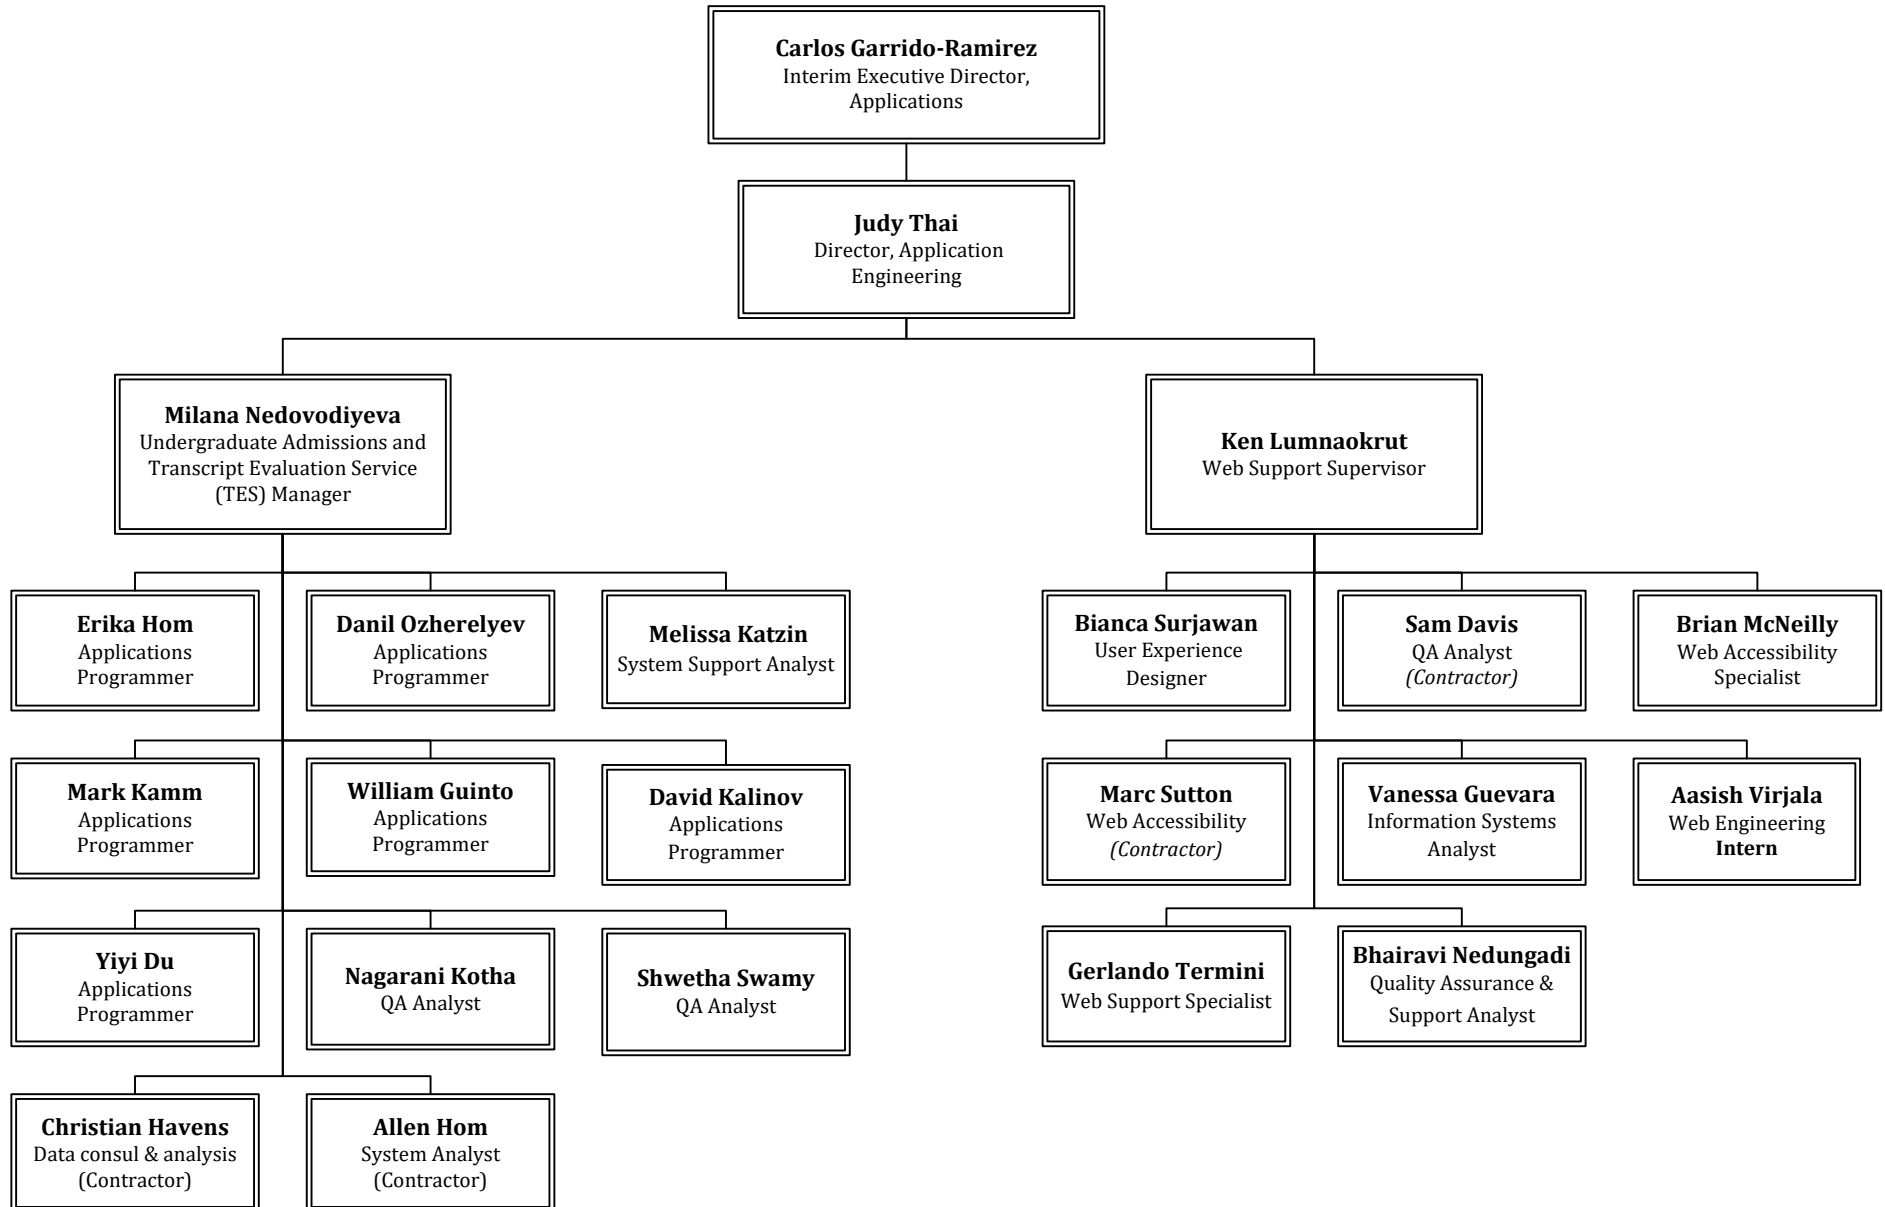 Carlos Garrido-Ramirez
Interim Executive Director,
Applications
Judy Thai
Director, Application
Engineering
Milana Nedovodiyeva
Undergraduate Admissions and
Transcript Evaluation Service
(TES) Manager
Ken Lumnaokrut
Web Support Supervisor
Erika Hom
Applications
Programmer
Danil Ozherelyev
Applications
Programmer
Melissa Katzin
System Support Analyst
Bianca Surjawan
User Experience
Designer
Sam Davis
QA Analyst
(Contractor)
Brian McNeilly
Web Accessibility
Specialist
Mark Kamm
Applications
Programmer
William Guinto
Applications
Programmer
David Kalinov
Applications
Programmer
Marc Sutton
Web Accessibility
(Contractor)
Vanessa Guevara
Information Systems
Analyst
Aasish Virjala
Web Engineering
Intern
Yiyi Du
Applications
Programmer
Nagarani Kotha
QA Analyst
Shwetha Swamy
QA Analyst
Gerlando Termini
Web Support Specialist
Bhairavi Nedungadi
Quality Assurance &
Support Analyst
Christian Havens
Data consul & analysis
(Contractor)
Allen Hom
System Analyst
(Contractor)